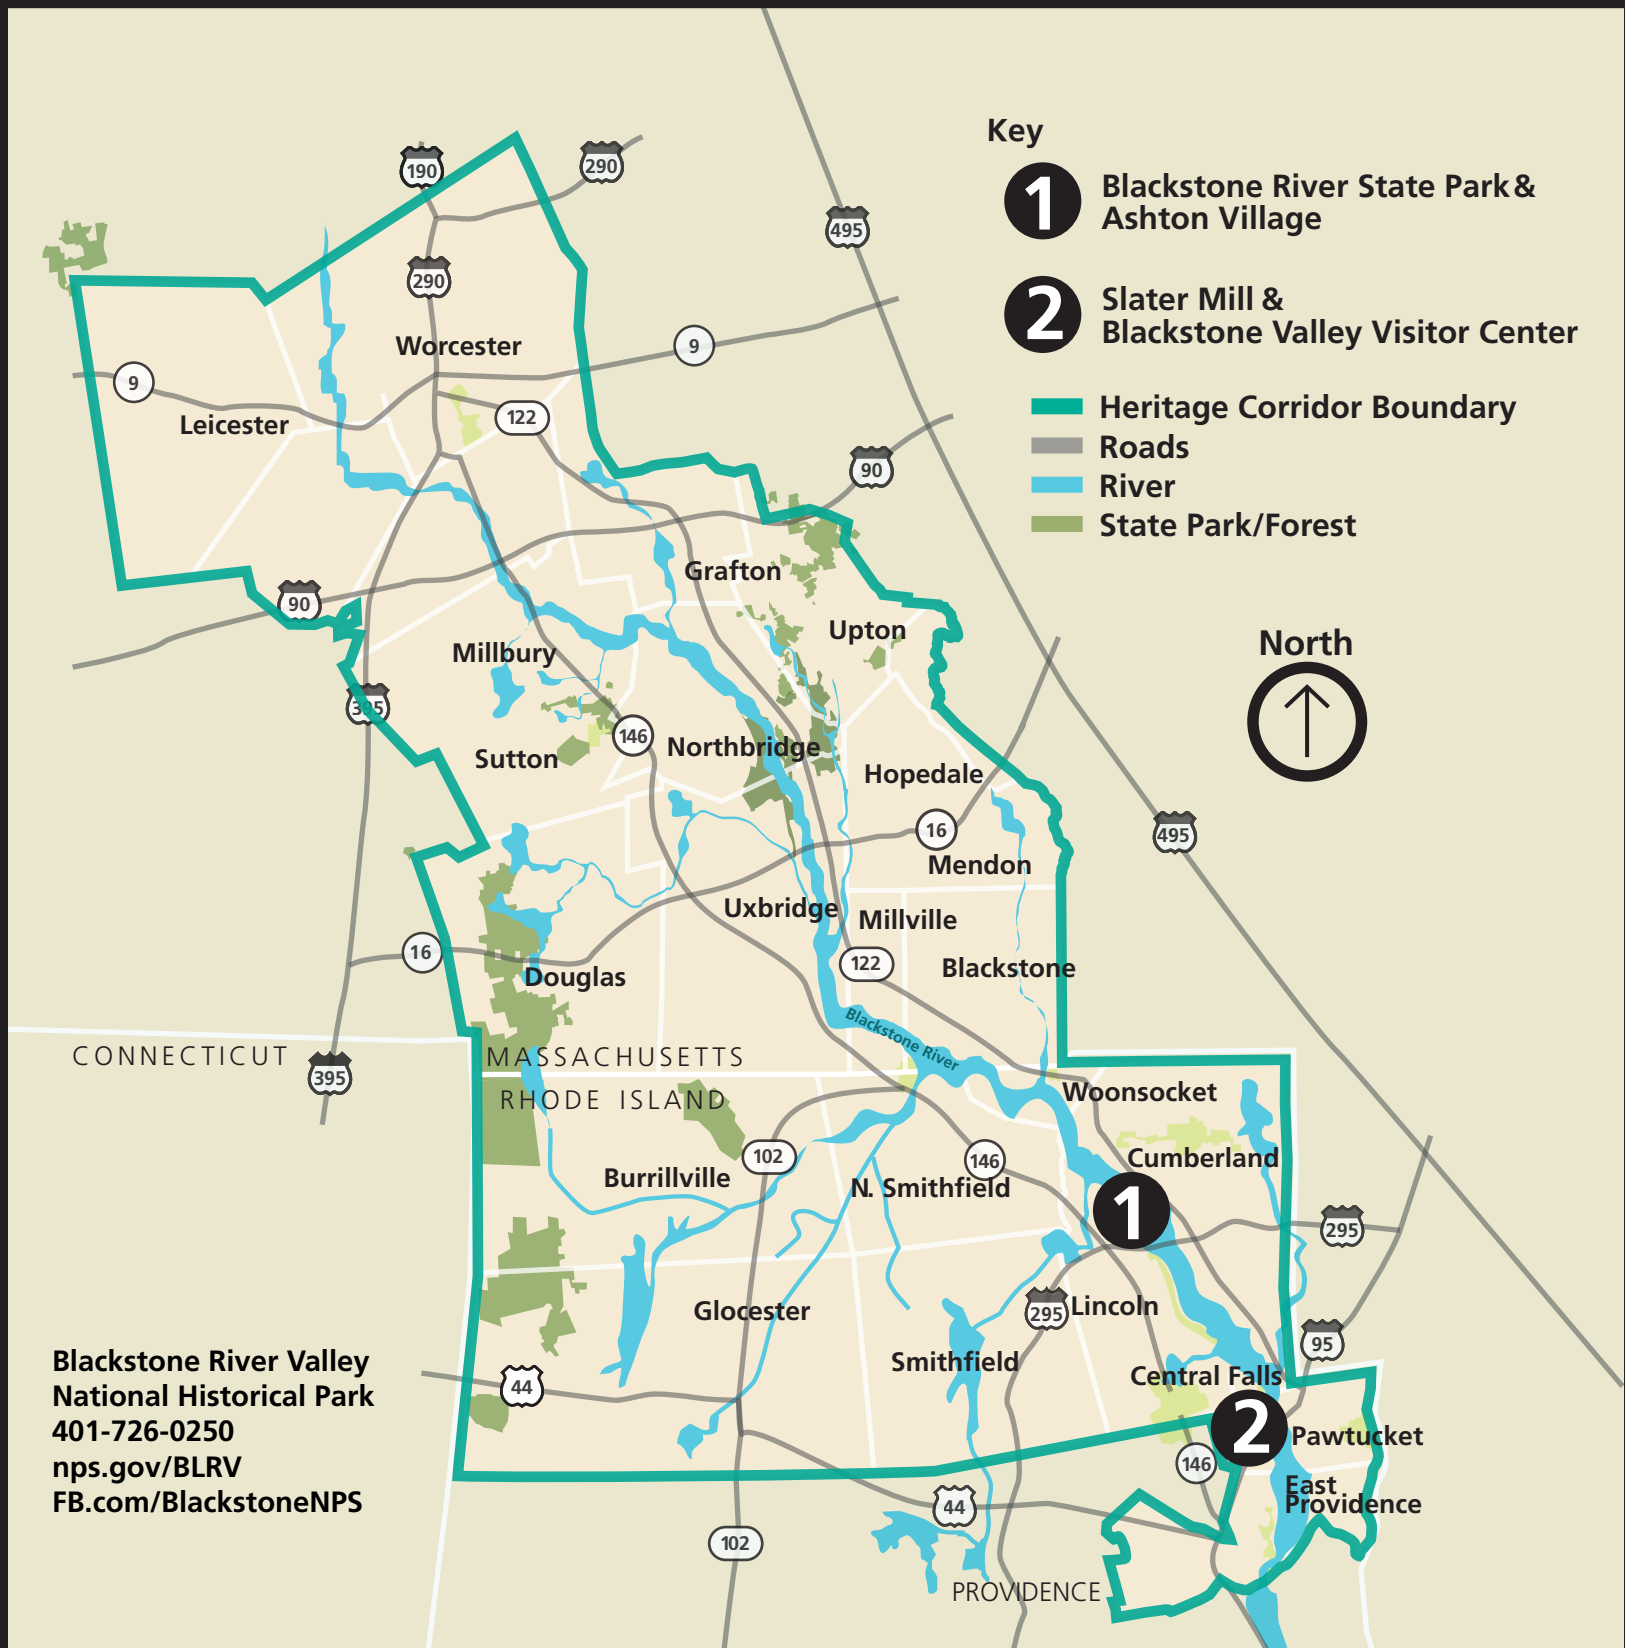 Key
1
Blackstone River State Park &
Ashton Village
2
Slater Mill &
Blackstone Valley Visitor Center
Heritage Corridor Boundary
Roads
River
State Park/Forest
North
190
290
290
495
9
9
Worcester
122
Leicester
90
90
Grafton
Upton
Millbury
395
146
Northbridge
Sutton
Hopedale
16
495
Mendon
Uxbridge
Millville
16
122
Blackstone
Douglas
Blackstone River
CONNECTICUT
MASSACHUSETTS
395
RHODE ISLAND
Woonsocket
102
146
Cumberland
Burrillville
N. Smithfield
1
295
295
Lincoln
Glocester
95
Smithfield
Central Falls
44
2
Pawtucket
146
East
Providence
44
102
PROVIDENCE
Blackstone River Valley
National Historical Park
401-726-0250
nps.gov/BLRV
FB.com/BlackstoneNPS